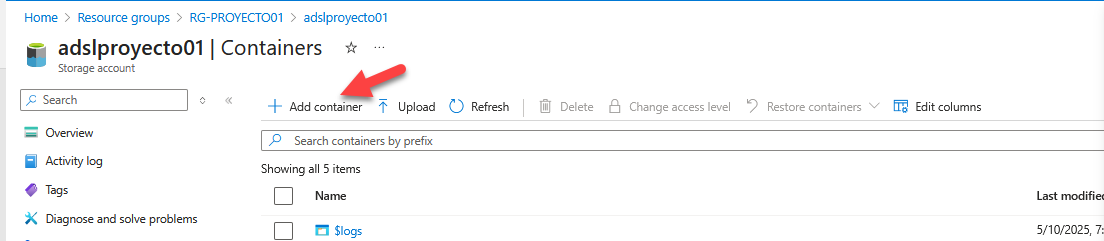 Home > Resource groups > RG-PROYECTO01 > adslproyecto01
adslproyecto01 | Containers
Storage account
Search
Add container Upload Refresh Delete Change access level Restore containers Edit columns
Overview
Search containers by prefix
Activity log
Showing all 5 items
Tags
Name Last modified
Diagnose and solve problems
$logs 5/10/2025, 7: